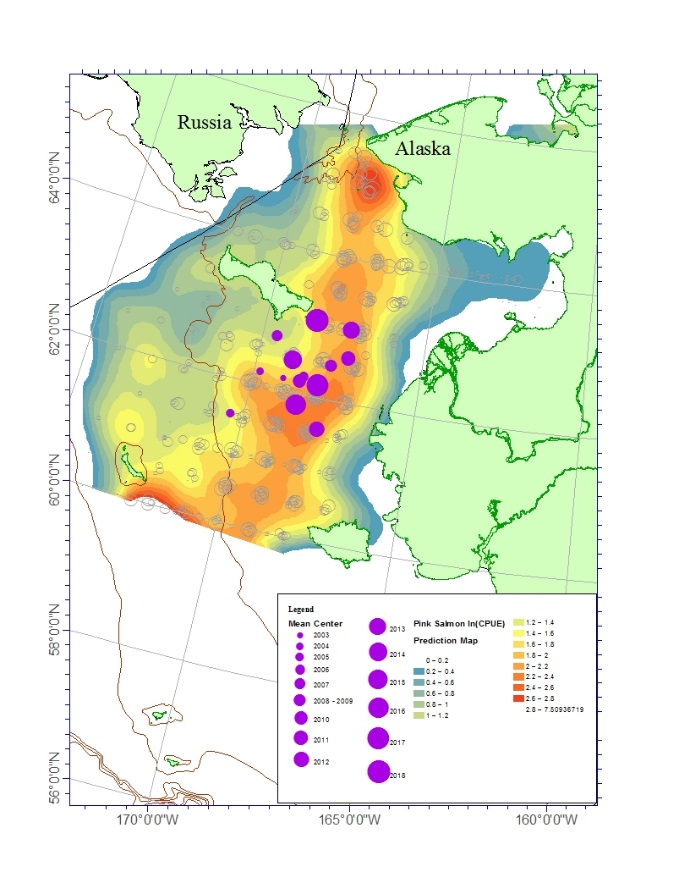 Russia
Alaska
64°0'0"N
62°0'0"N
60°0'0"N
58°0'0"N
56°0'0"N
170°0'0"W
165°0'0"W
160°0'0"W
Legend
Mean Center
2003
2004
2005
2006
2007
2008 -2009
2010
2011
2012
2013
2014
2015
2016
2017
2018
Pink Salmon ln(CPUE)
Prediction Map
0 – 0.2
0.2 – 0.4
0.4 – 0.6
0.6 – 0.8
0.8 – 1
1 – 1.2
1.2 – 1.4
1.4 – 1.6
1.6 – 1.8
1.8 – 2
2 – 2.2
2.2 – 2.4
2.4 – 2.6
2.6 – 2.8
2.8 – 7.50936719